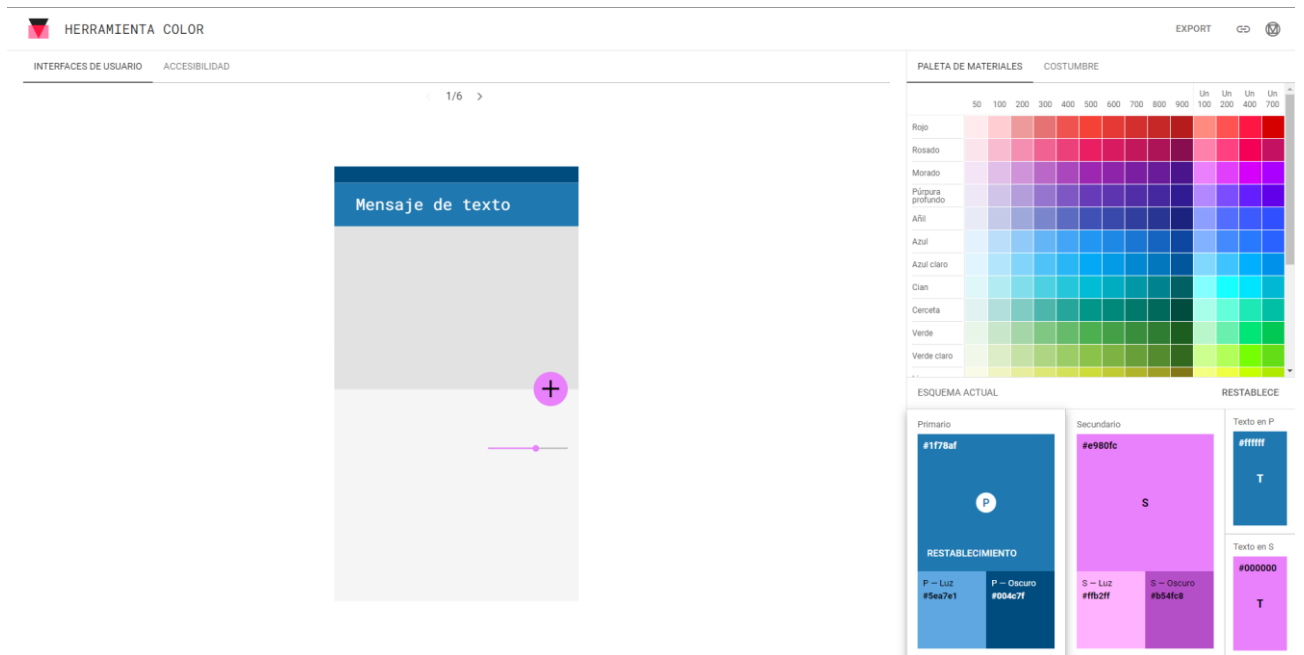 HERRAMIENTA COLOR
EXPORT
INTERFACES DE USUARIO ACCESIBILIDAD
1/6
Mensaje de texto
PALETA DE MATERIALES COSTUMBRE
50 100 200 300 400 500 600 700 800 900 Un 100 Un 200 Un 400 Un 700
Rojo
Rosado
Morado
Púrpura
profundo
Añil
Azul
Azul claro
Cian
Cerceta
Verde
Verde claro
ESQUEMA ACTUAL RESTABLECE
Primario
#1f78af
P
RESTABLECIMIENTO
P — Luz
#5ea7e1
P — Oscuro
#004c7f
Secundario
#e980fc
S
S — Luz
#ffb2ff
S — Oscuro
#b54fc8
Texto en P
#ffffff
T
Texto en S
#000000
T